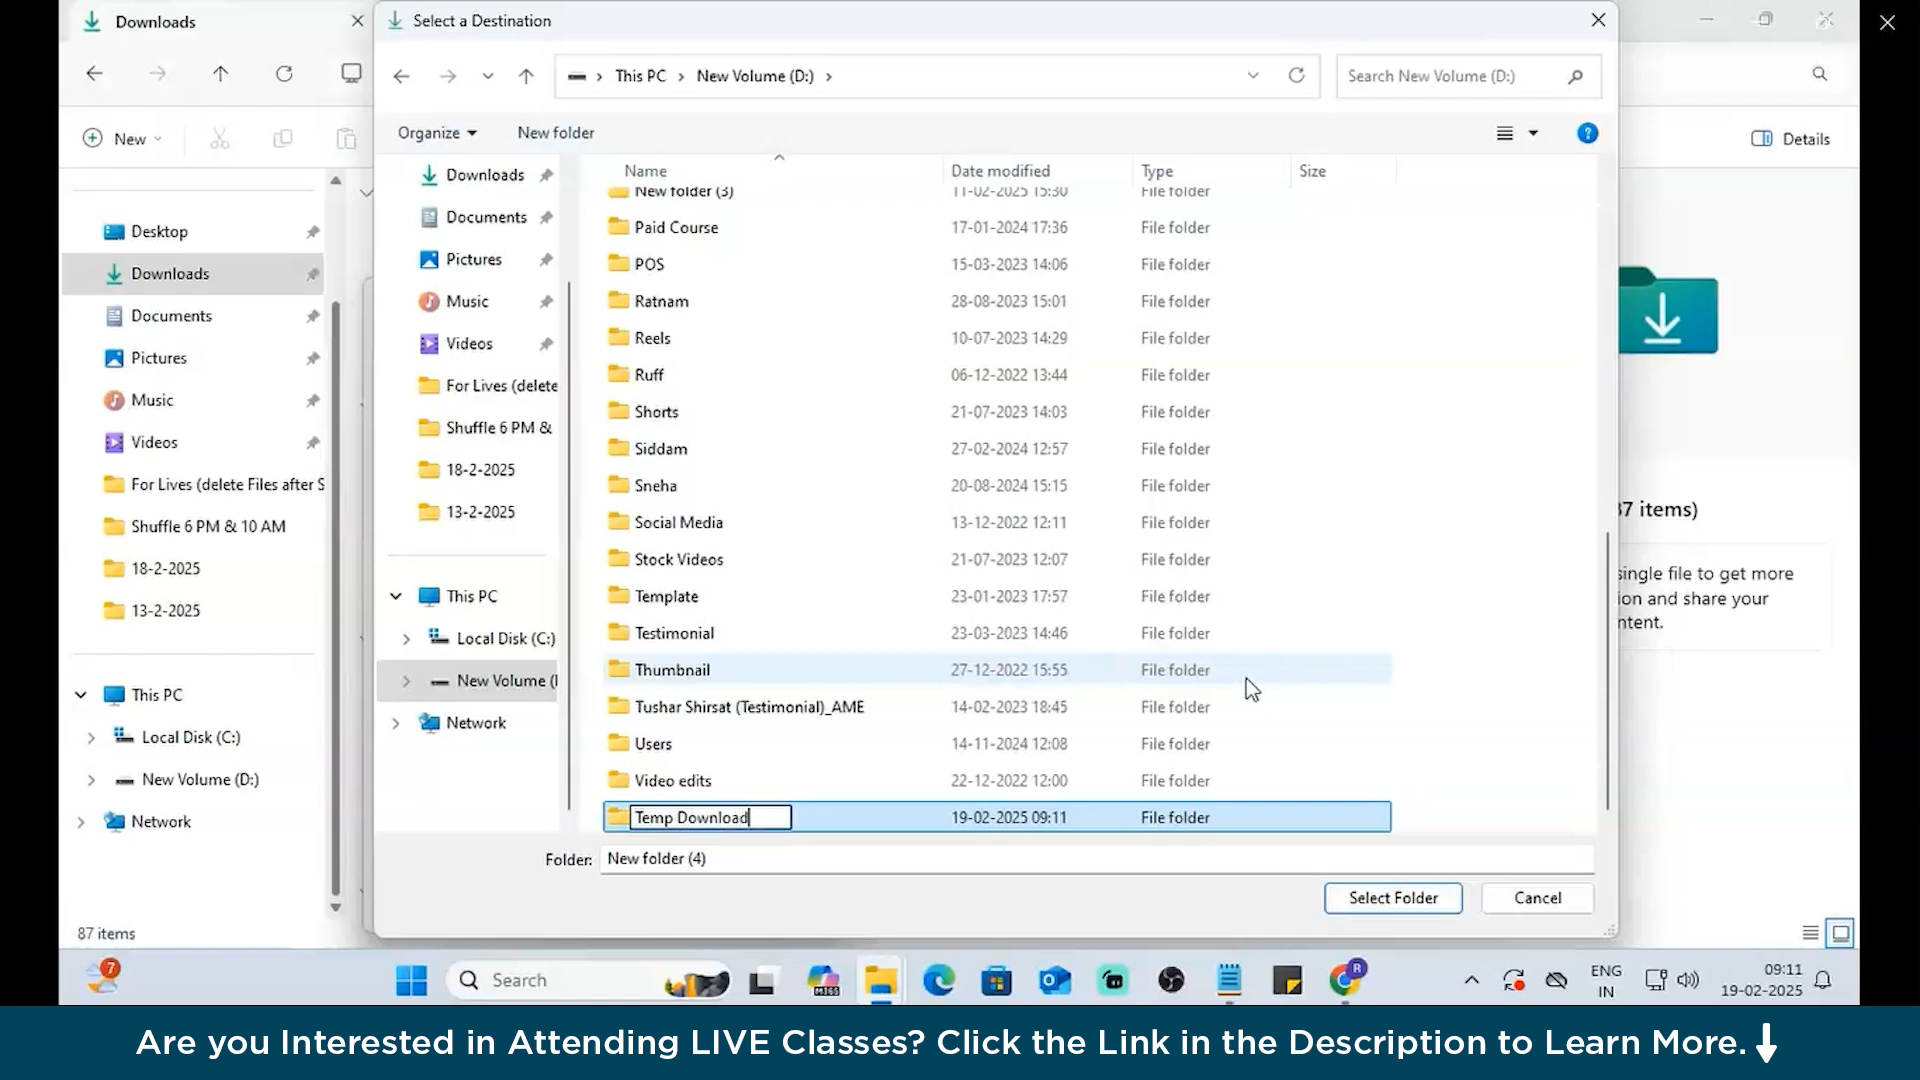 Downloads
Select a Destination
This PC
New Volume (D:)
Search New Volume (D:)
New
Organize
New folder
Details
Desktop
Downloads
Documents
Pictures
Music
Videos
For Lives (delete Files after S
Shuffle 6 PM & 10 AM
18-2-2025
13-2-2025
This PC
Local Disk (C:)
New Volume (D:)
Network
87 items
Downloads
Documents
Pictures
Music
Videos
For Lives (delete
Shuffle 6 PM &
18-2-2025
13-2-2025
This PC
Local Disk (C:)
New Volume (
Network
Name Date modified Type Size
New folder (3) 11-02-2025 15:30 File folder
Paid Course 17-01-2024 17:36 File folder
POS 15-03-2023 14:06 File folder
Ratnam 28-08-2023 15:01 File folder
Reels 10-07-2023 14:29 File folder
Ruff 06-12-2022 13:44 File folder
Shorts 21-07-2023 14:03 File folder
Siddam 27-02-2024 12:57 File folder
Sneha 20-08-2024 15:15 File folder
Social Media 13-12-2022 12:11 File folder
Stock Videos 21-07-2023 12:07 File folder
Template 23-01-2023 17:57 File folder
Testimonial 23-03-2023 14:46 File folder
Thumbnail 27-12-2022 15:55 File folder
Tushar Shirsat (Testimonial)_AME 14-02-2023 18:45 File folder
Users 14-11-2024 12:08 File folder
Video edits 22-12-2022 12:00 File folder
Temp Download 19-02-2025 09:11 File folder
Folder: New folder (4)
Select Folder
Cancel
37 items)
single file to get more
ion and share your
ntent.
7
Search
M365
R
ENG
IN
09:11
19-02-2025
Are you Interested in Attending LIVE Classes? Click the Link in the Description to Learn More.